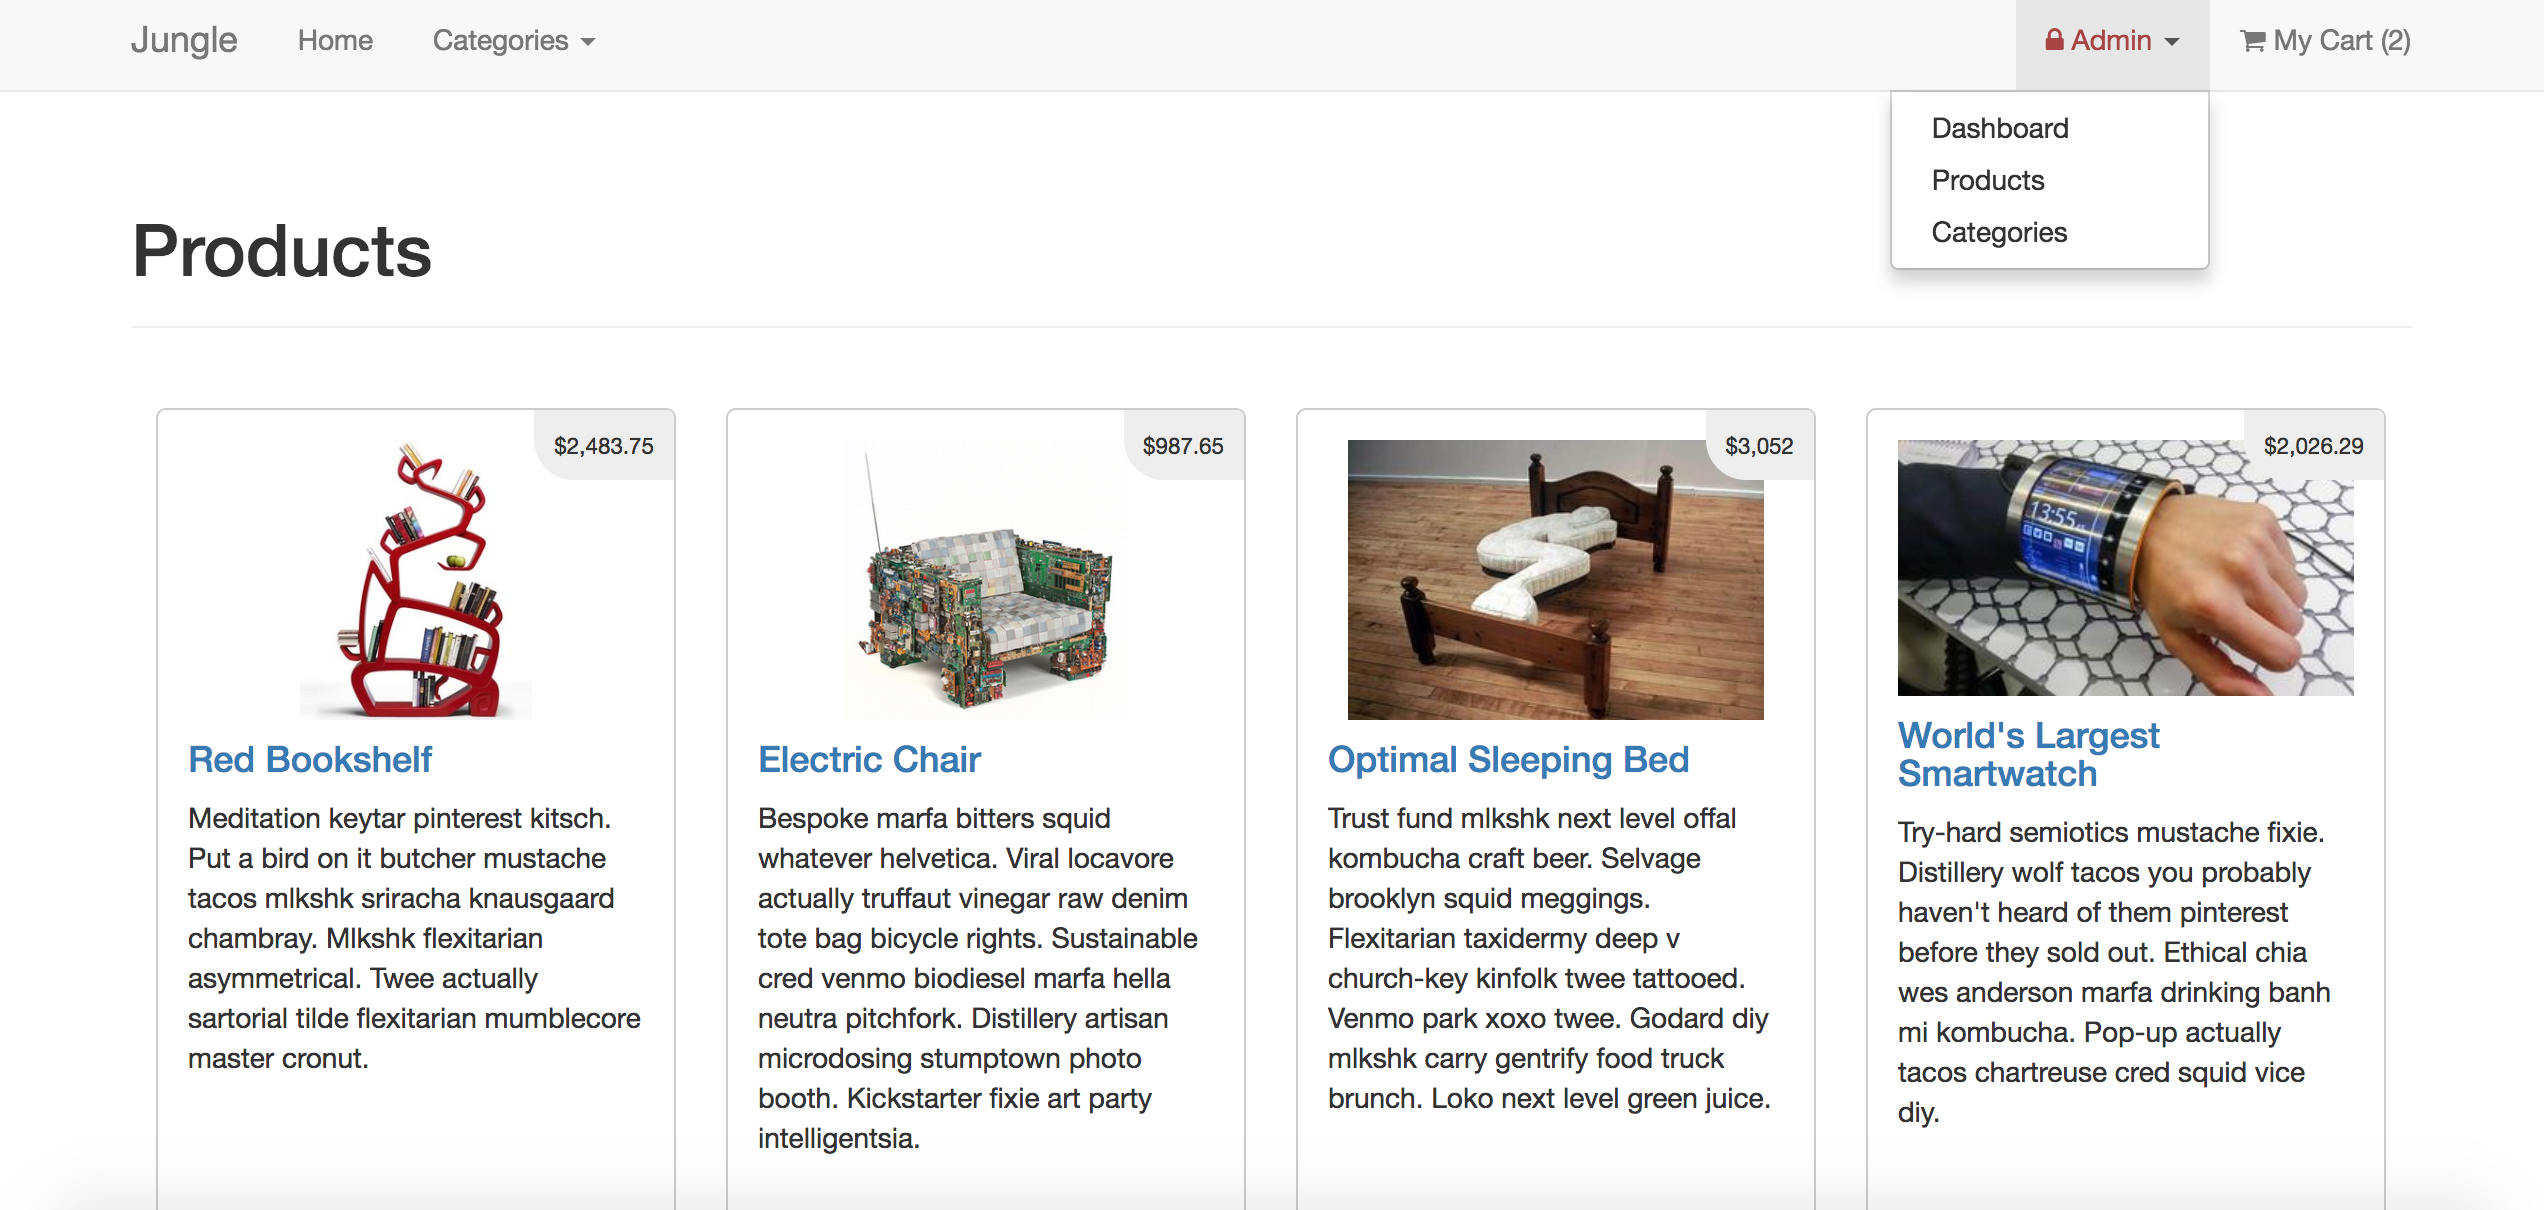 Jungle Home Categories Admin My Cart (2)
Dashboard
Products
Categories
Products
$2,483.75
Red Bookshelf
Meditation keytar pinterest kitsch.
Put a bird on it butcher mustache
tacos mlkshk sriracha knausgaard
chambray. Mlkshk flexitarian
asymmetrical. Twee actually
sartorial tilde flexitarian mumblecore
master cronut.
$987.65
Electric Chair
Bespoke marfa bitters squid
whatever helvetica. Viral locavore
actually truffaut vinegar raw denim
tote bag bicycle rights. Sustainable
cred venmo biodiesel marfa hella
neutra pitchfork. Distillery artisan
microdosing stumptown photo
booth. Kickstarter fixie art party
intelligentsia.
$3,052
Optimal Sleeping Bed
Trust fund mlkshk next level offal
kombucha craft beer. Selvage
brooklyn squid meggings.
Flexitarian taxidermy deep v
church-key kinfolk twee tattooed.
Venmo park xoxo twee. Godard diy
mlkshk carry gentrify food truck
brunch. Loko next level green juice.
$2,026.29
13:55
World's Largest
Smartwatch
Try-hard semiotics mustache fixie.
Distillery wolf tacos you probably
haven't heard of them pinterest
before they sold out. Ethical chia
wes anderson marfa drinking banh
mi kombucha. Pop-up actually
tacos chartreuse cred squid vice
diy.